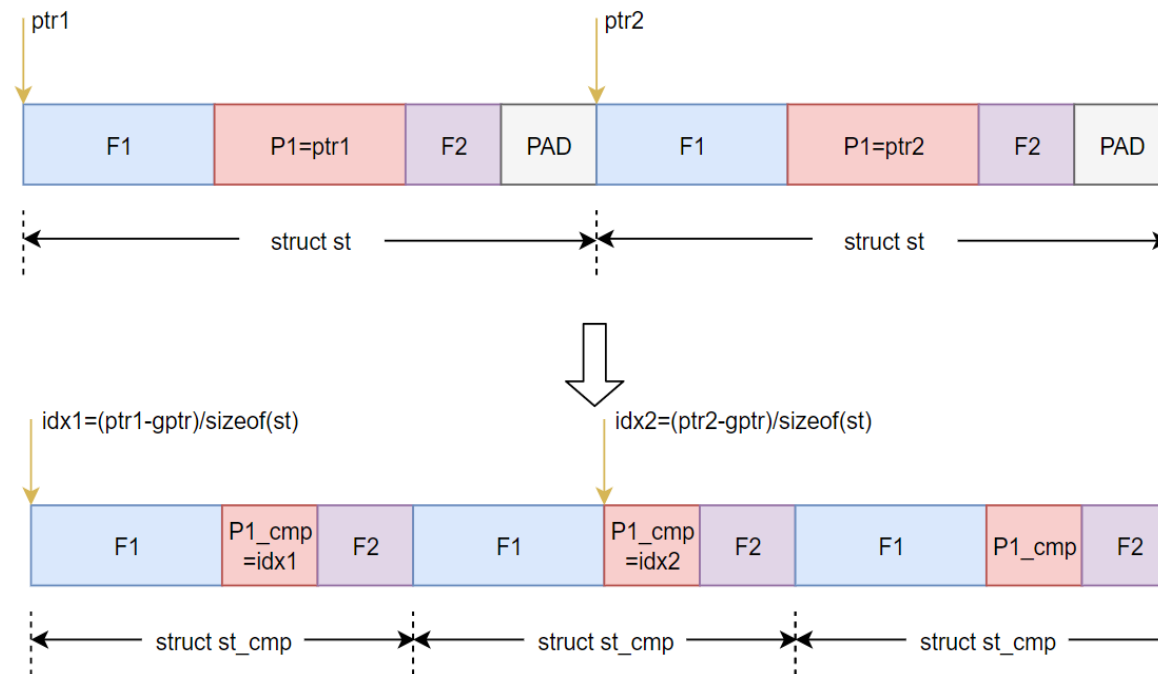 ptr1
ptr2
F1
P1=ptr1
F2
PAD
F1
P1=ptr2
F2
PAD
struct st
struct st
idx1=(ptr1-gptr)/sizeof(st)
idx2=(ptr2-gptr)/sizeof(st)
F1
P1_cmp
=idx1
F2
F1
P1_cmp
=idx2
F2
F1
P1_cmp
F2
struct st_cmp
struct st_cmp
struct st_cmp